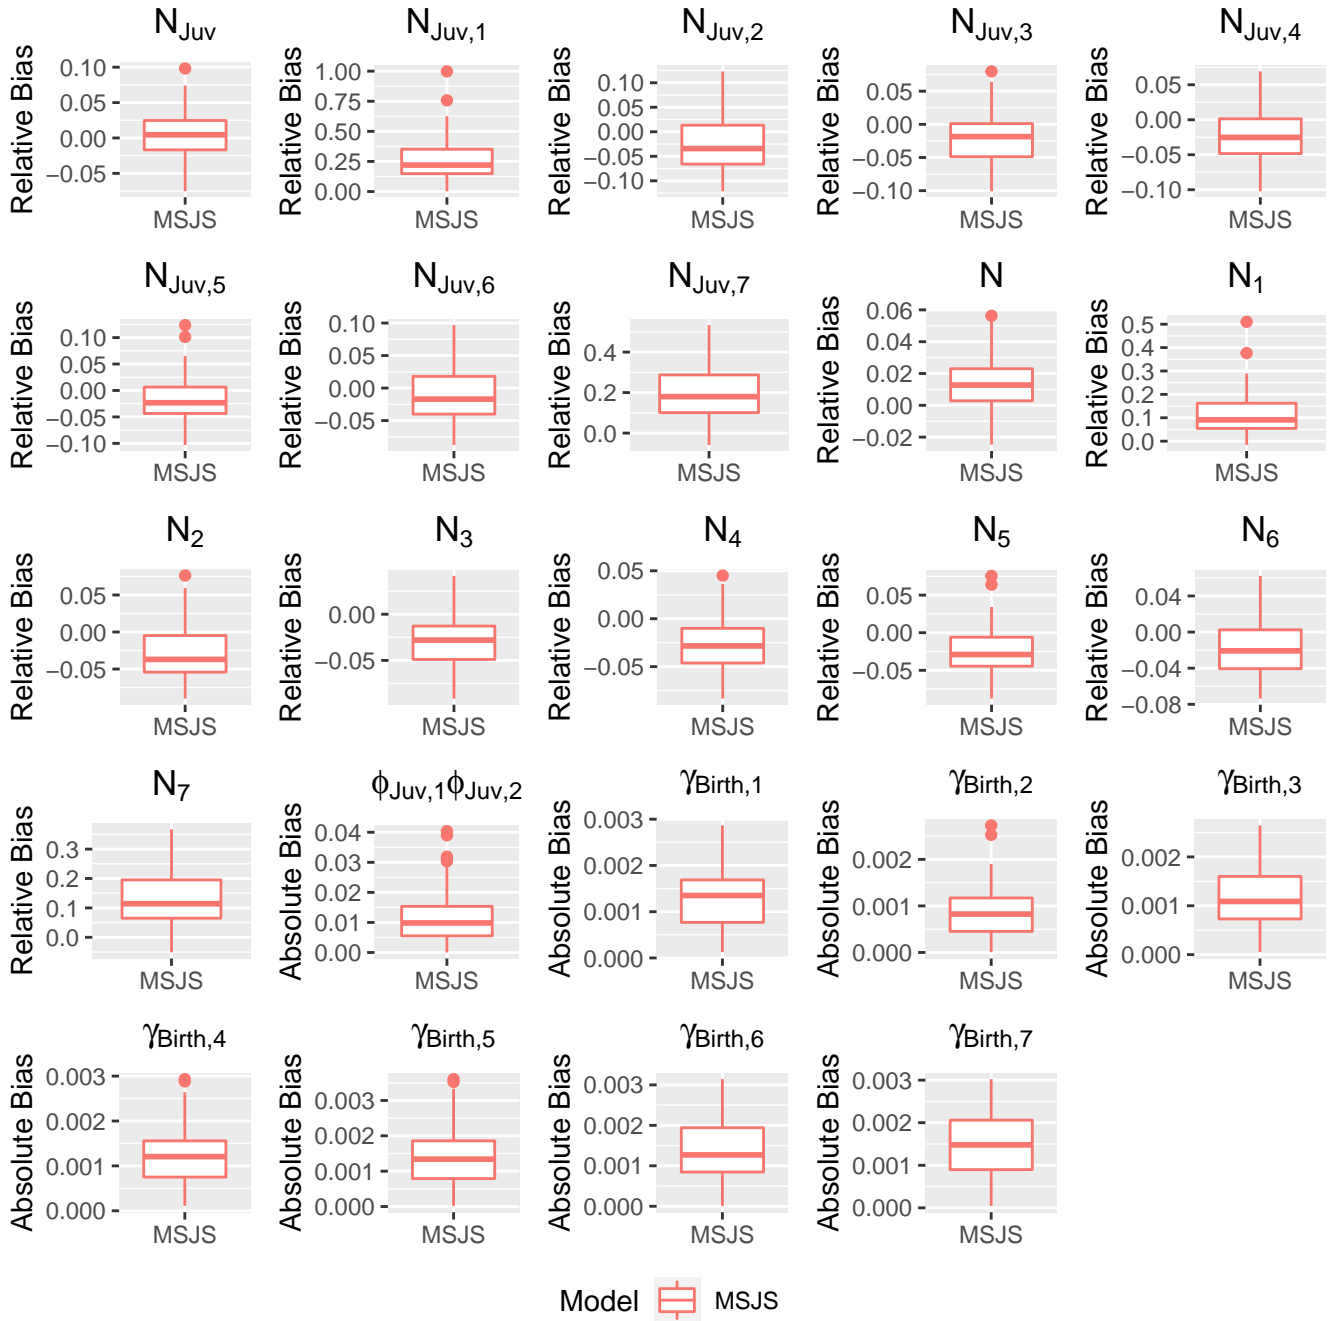 N_Juv N_Juv,1 N_Juv,2 N_Juv,3 N_Juv,4
Relative Bias 0.10 0.05 0.00 −0.05 MSJS
Relative Bias 1.00 0.75 0.50 0.25 0.00 MSJS
Relative Bias 0.10 0.05 0.00 −0.05 −0.10 MSJS
Relative Bias 0.05 0.00 −0.05 −0.10 MSJS
Relative Bias 0.05 0.00 −0.05 −0.10 MSJS
N_Juv,5 N_Juv,6 N_Juv,7 N N_1
Relative Bias 0.10 0.05 0.00 −0.05 −0.10 MSJS
Relative Bias 0.10 0.05 0.00 −0.05 MSJS
Relative Bias 0.4 0.2 0.0 MSJS
Relative Bias 0.06 0.04 0.02 0.00 −0.02 MSJS
Relative Bias 0.5 0.4 0.3 0.2 0.1 0.0 MSJS
N_2 N_3 N_4 N_5 N_6
Relative Bias 0.05 0.00 −0.05 MSJS
Relative Bias 0.00 −0.05 MSJS
Relative Bias 0.05 0.00 −0.05 MSJS
Relative Bias 0.05 0.00 −0.05 MSJS
Relative Bias 0.04 0.00 −0.04 −0.08 MSJS
N_7 ϕ_Juv,1 ϕ_Juv,2 γ_Birth,1 γ_Birth,2 γ_Birth,3
Relative Bias 0.3 0.2 0.1 0.0 MSJS
Absolute Bias 0.04 0.03 0.02 0.01 0.00 MSJS
Absolute Bias 0.003 0.002 0.001 0.000 MSJS
Absolute Bias 0.002 0.001 0.000 MSJS
Absolute Bias 0.002 0.001 0.000 MSJS
γ_Birth,4 γ_Birth,5 γ_Birth,6 γ_Birth,7
Absolute Bias 0.003 0.002 0.001 0.000 MSJS
Absolute Bias 0.003 0.002 0.001 0.000 MSJS
Absolute Bias 0.003 0.002 0.001 0.000 MSJS
Absolute Bias 0.003 0.002 0.001 0.000 MSJS
Model MSJS